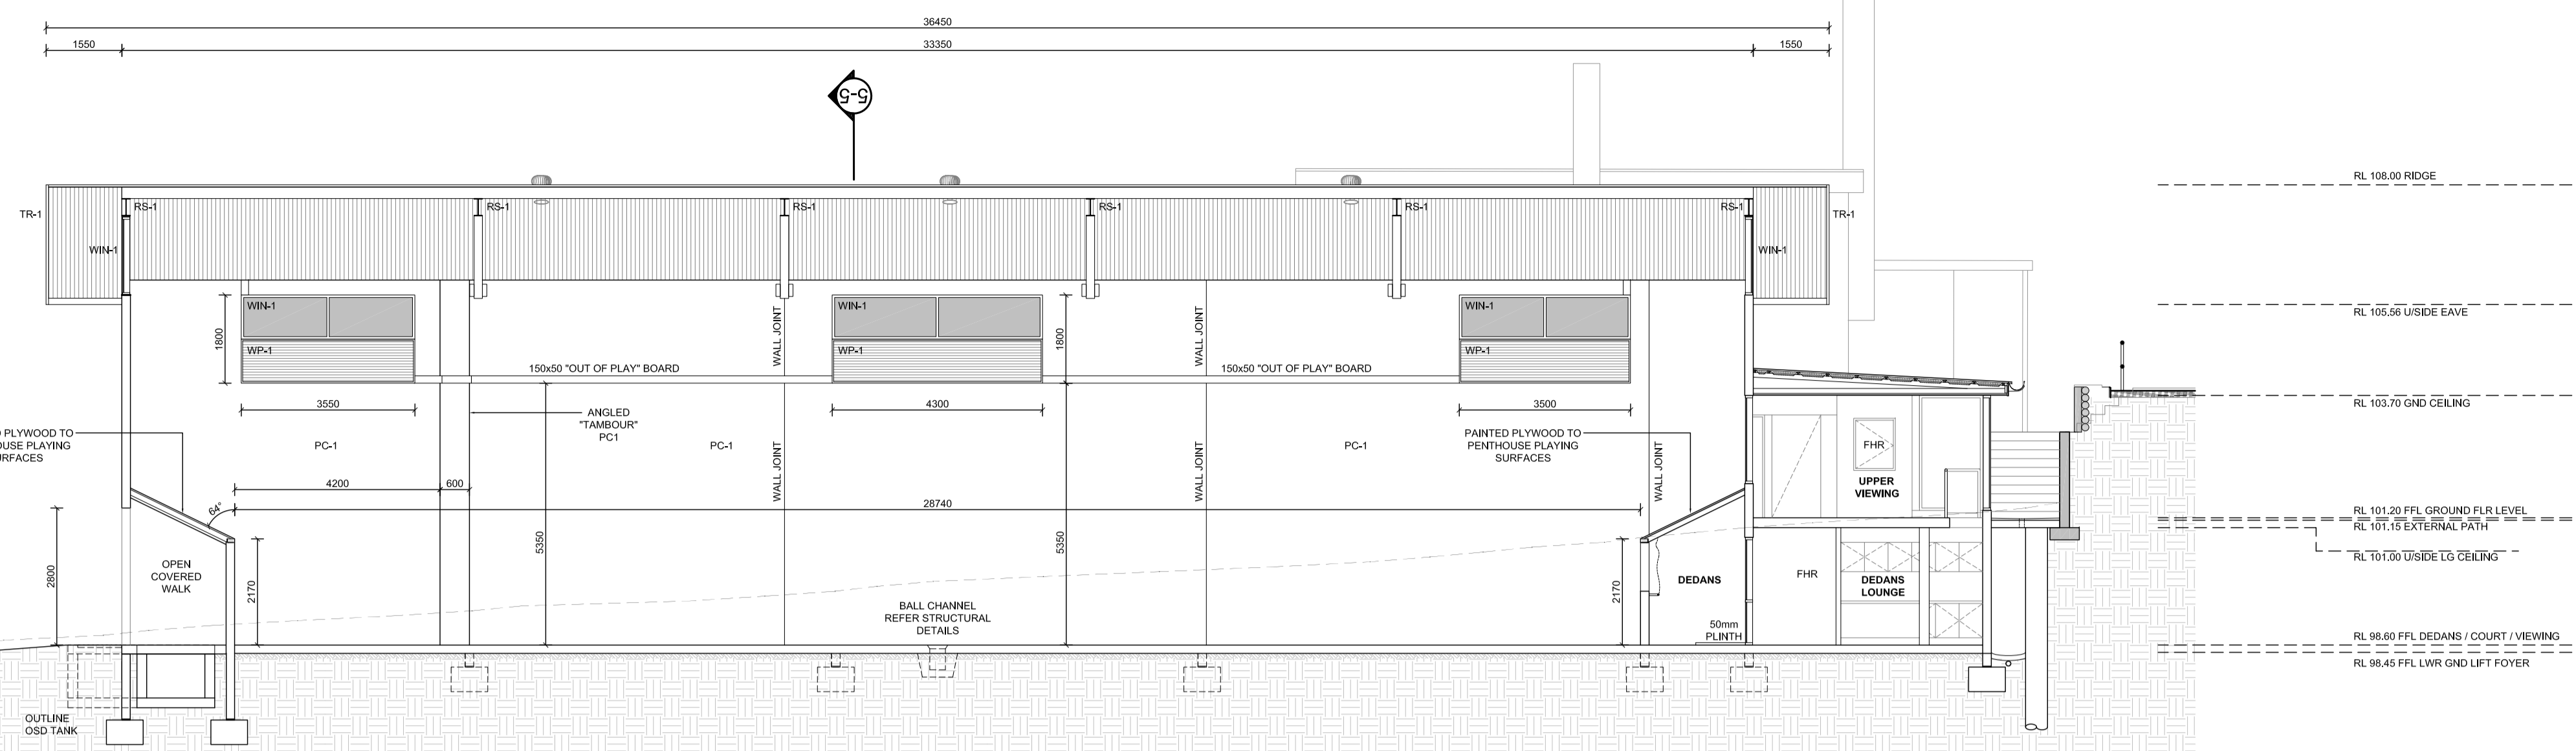 36450
1550
33350
1550
5-5
RL 108.00 RIDGE
TR-1
RS-1
RS-1
RS-1
RS-1
RS-1
RS-1
TR-1
WIN-1
WIN-1
RL 105.56 U/SIDE EAVE
WIN-1
WIN-1
WIN-1
1800
1800
WALL JOINT
WALL JOINT
WP-1
WP-1
WP-1
150x50 "OUT OF PLAY" BOARD
150x50 "OUT OF PLAY" BOARD
3550
4300
3500
RL 103.70 GND CEILING
ANGLED
"TAMBOUR"
PC1
PLYWOOD TO
PLAYING
PC-1
PC-1
PC-1
PAINTED PLYWOOD TO
PENTHOUSE PLAYING
SURFACES
FHR
WALL JOINT
WALL JOINT
WALL JOINT
4200
600
UPPER
VIEWING
64°
28740
RL 101.20 FFL GROUND FLR LEVEL
RL 101.15 EXTERNAL PATH
RL 101.00 U/SIDE LG CEILING
5350
5350
2800
2170
2170
OPEN
COVERED
WALK
DEDANS
FHR
DEDANS
LOUNGE
BALL CHANNEL
REFER STRUCTURAL
DETAILS
50mm
PLINTH
RL 98.60 FFL DEDANS / COURT / VIEWING
RL 98.45 FFL LWR GND LIFT FOYER
OUTLINE
OSD TANK